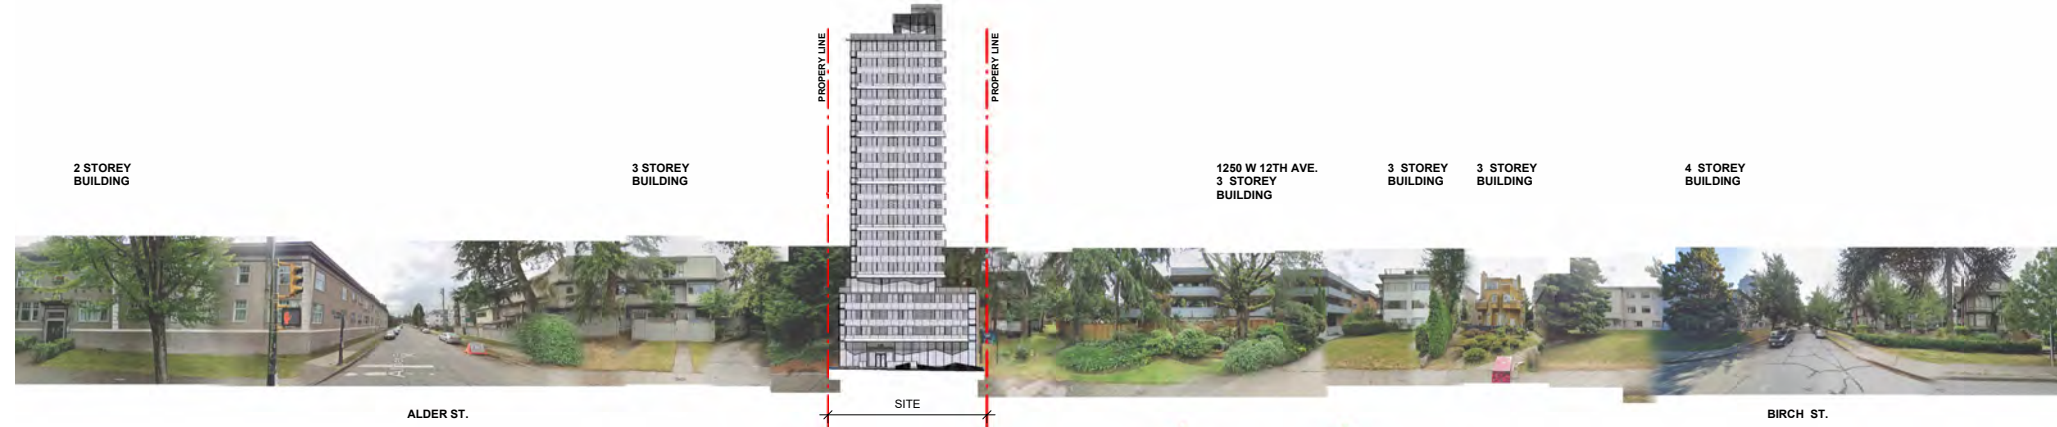 PROPERY LINE
PROPERY LINE
2 STOREY
BUILDING
3 STOREY
BUILDING
1250 W 12TH AVE.
3 STOREY
BUILDING
3 STOREY
BUILDING
3 STOREY
BUILDING
4 STOREY
BUILDING
SITE
ALDER ST.
BIRCH ST.